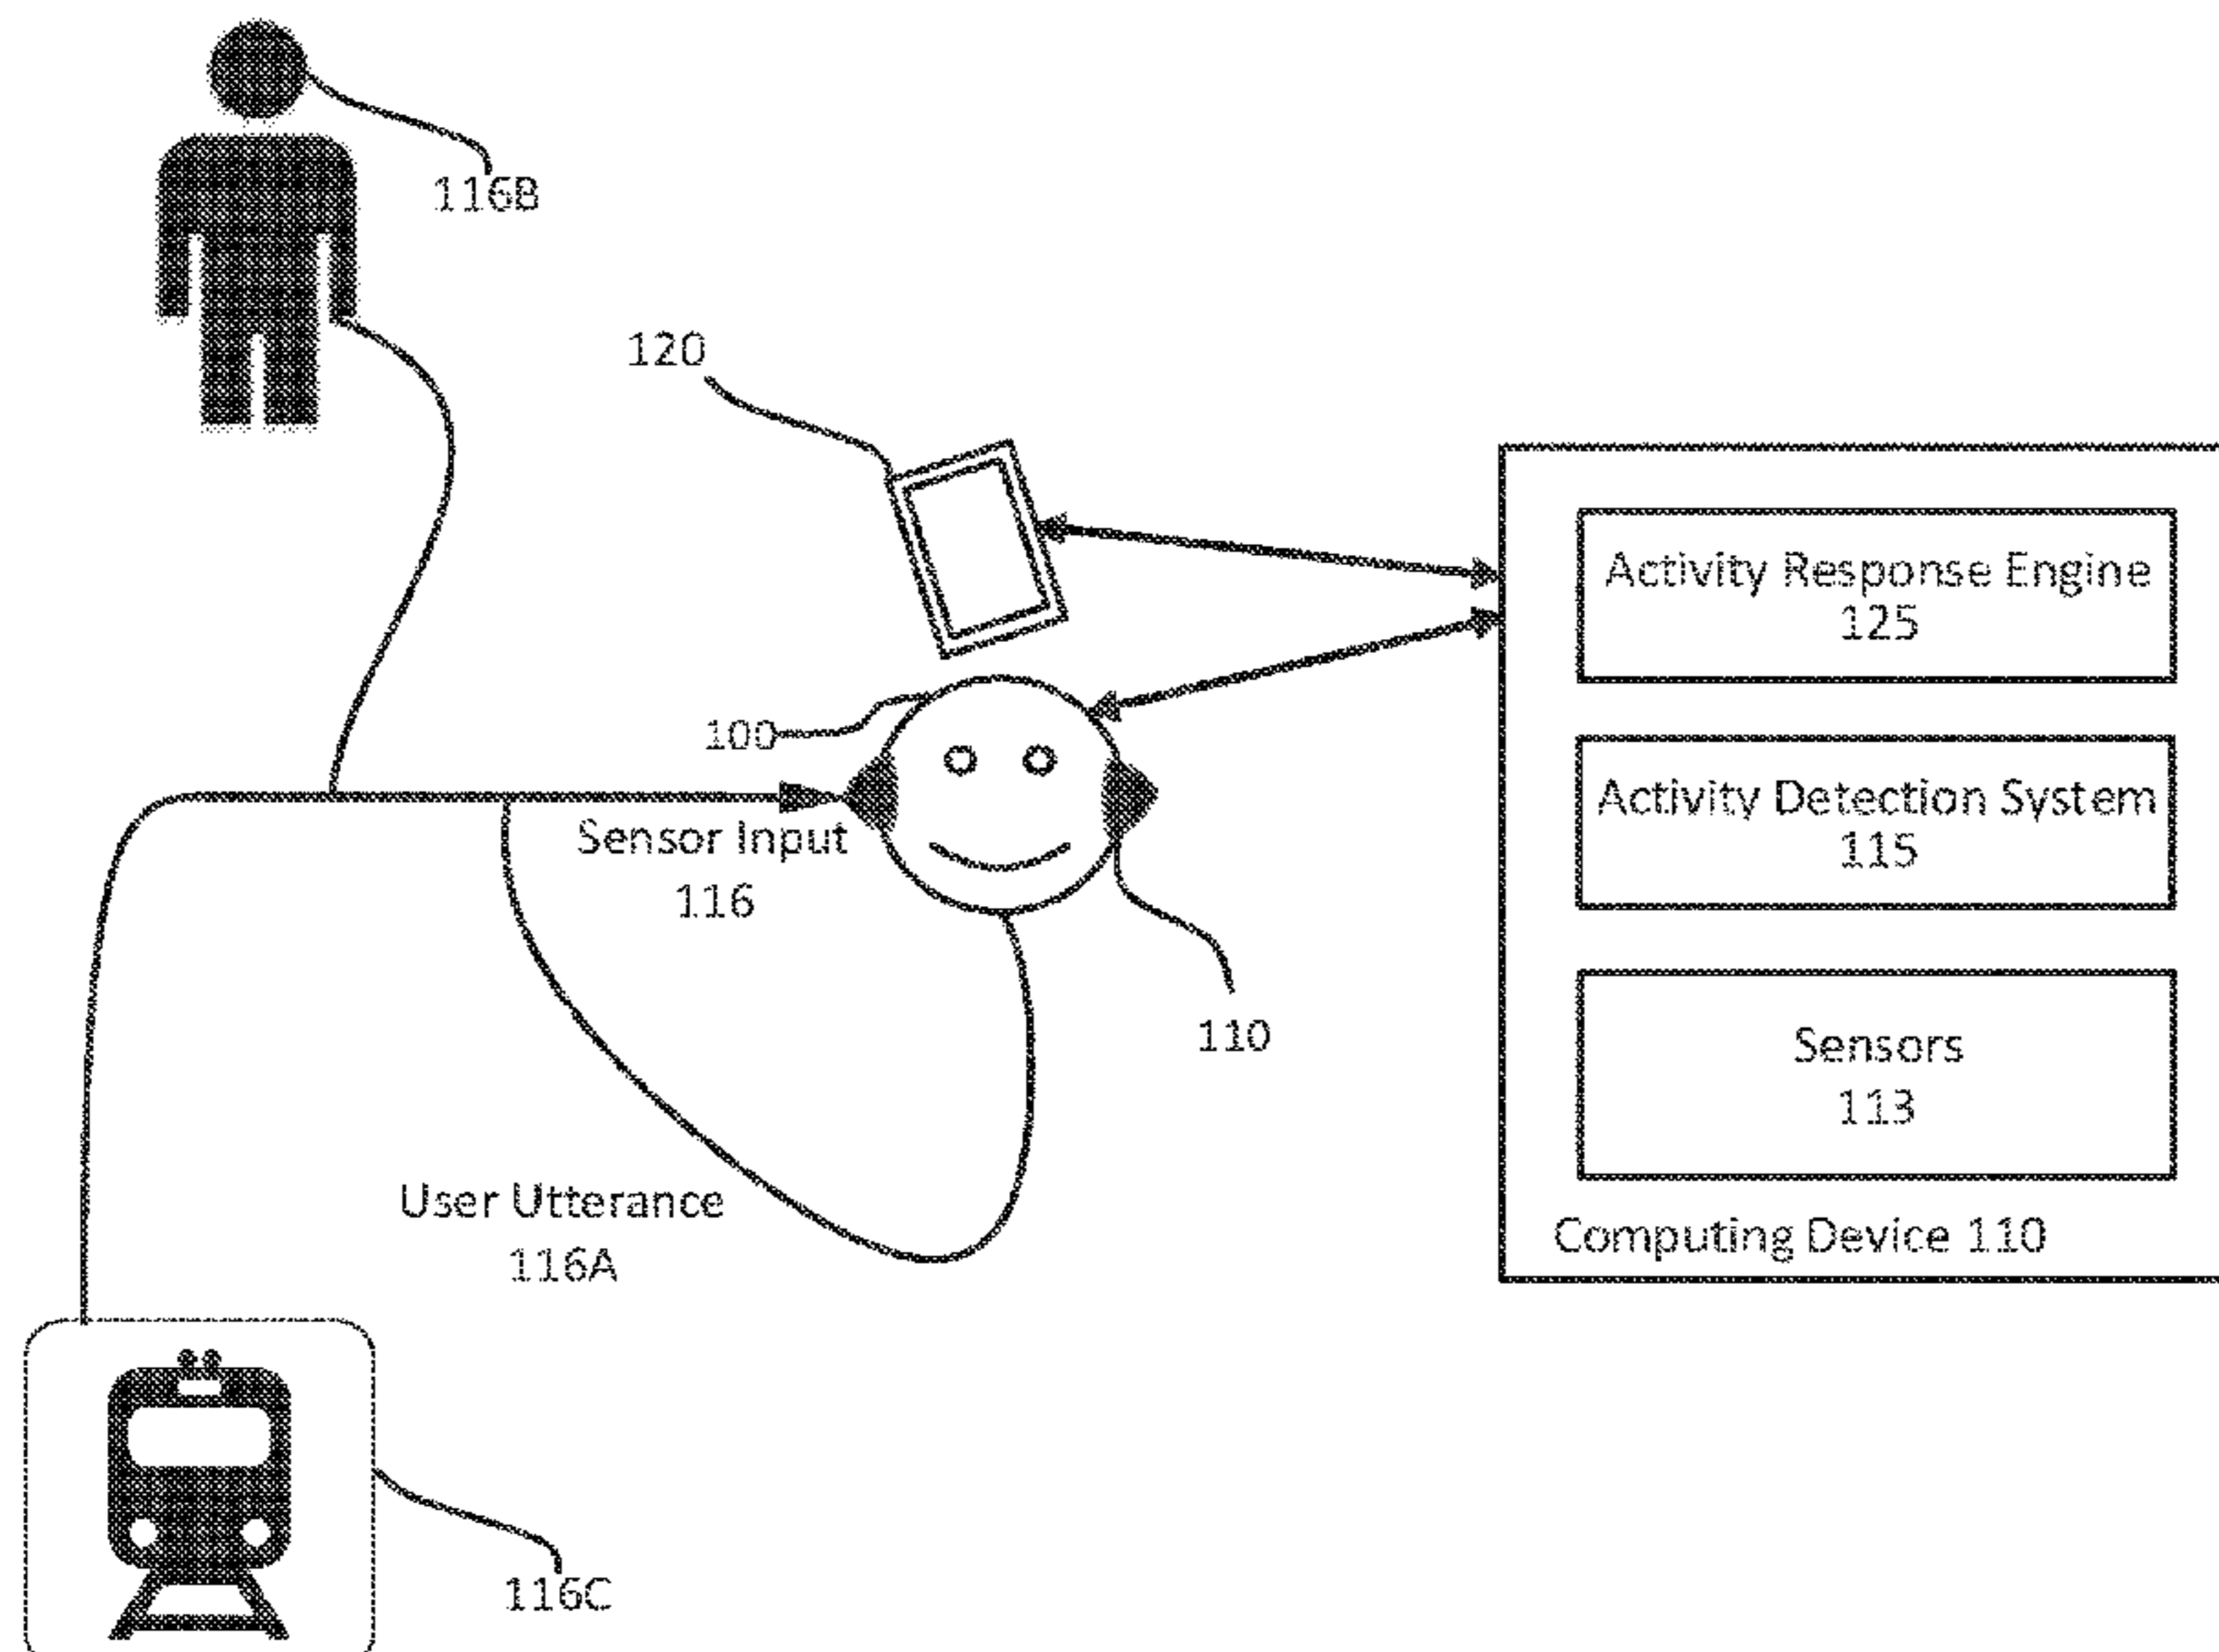 116B
120
Activity Response Engine
125
100
Activity Detection System
115
Sensor Input
116
110
Sensors
113
User Utterance
116A
Computing Device 110
116C